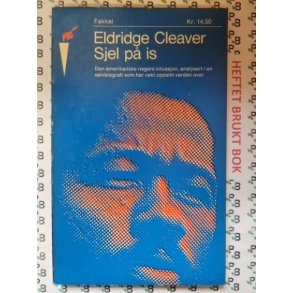 Fakkel Kr. 14,50
Eldridge Cleaver
Sjel på is
Den amerikanske negers situasjon, analysert i en
selvbiografi som har vakt oppsikt verden over
HEFTET BRUKT BOK